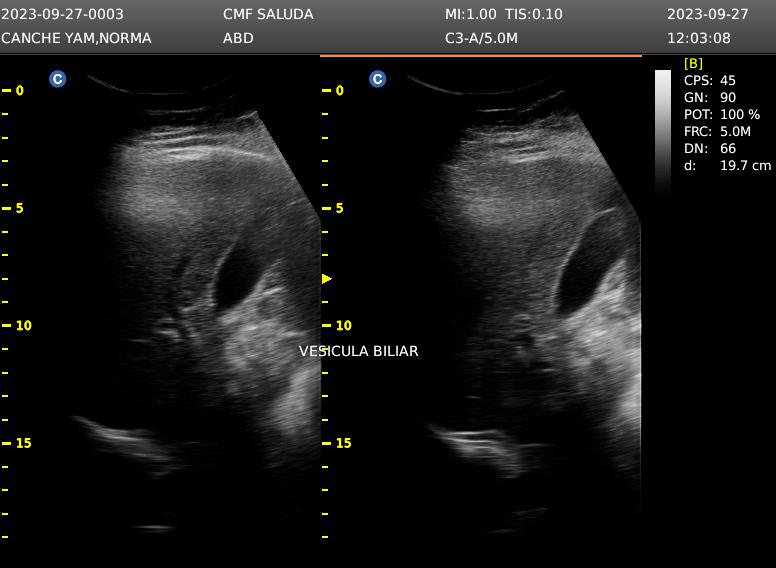 2023-09-27-0003 CMF SALUDA MI:1.00 TIS:0.10 2023-09-27
CANCHE YAM,NORMA ABD C3-A/5.0M 12:03:08
[B]
CPS: 45
GN: 90
POT: 100 %
FRC: 5.0M
DN: 66
d: 19.7 cm
C
C
0
5
10
15
0
5
10
15
VESICULA BILIAR